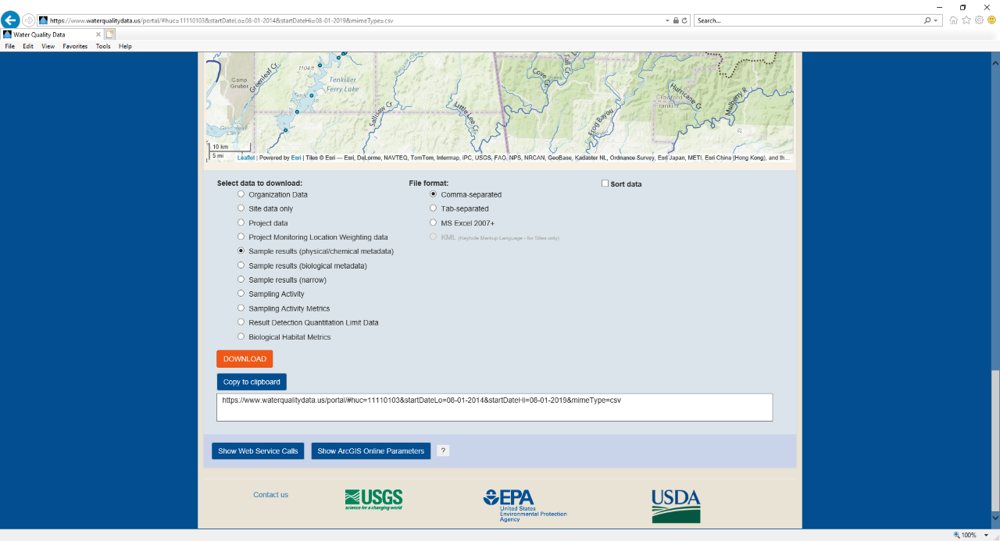 https://www.waterqualitydata.us/portal/#huc=11110103&startDateLo=08-01-2014&startDateHi=08-01-2019&mimeType=csv
Search...
Water Quality Data
File Edit View Favorites Tools Help
1104 ft
Camp
Gruber
Greenleaf Cr.
Tenkiller
Ferry Lake
Sallisaw Cr.
Little Lee Cr.
Cove Cr.
Frog Bayou
Hurricane Cr.
Mulberry R.
10 km
5 mi
Leaflet | Powered by Esri | Tiles © Esri — Esri, DeLorme, NAVTEQ, TomTom, Intermap, iPC, USGS, FAO, NPS, NRCAN, GeoBase, Kadaster NL, Ordnance Survey, Esri Japan, METI, Esri China (Hong Kong), and th...
Select data to download:
Organization Data
Site data only
Project data
Project Monitoring Location Weighting data
Sample results (physical/chemical metadata)
Sample results (biological metadata)
Sample results (narrow)
Sampling Activity
Sampling Activity Metrics
Result Detection Quantitation Limit Data
Biological Habitat Metrics
File format:
Comma-separated
Tab-separated
MS Excel 2007+
KML (Keyhole Markup Language - for Sites only)
Sort data
DOWNLOAD
Copy to clipboard
https://www.waterqualitydata.us/portal/#huc=11110103&startDateLo=08-01-2014&startDateHi=08-01-2019&mimeType=csv
Show Web Service Calls
Show ArcGIS Online Parameters
?
Contact us
USGS
science for a changing world
EPA
United States
Environmental Protection
Agency
USDA
100%